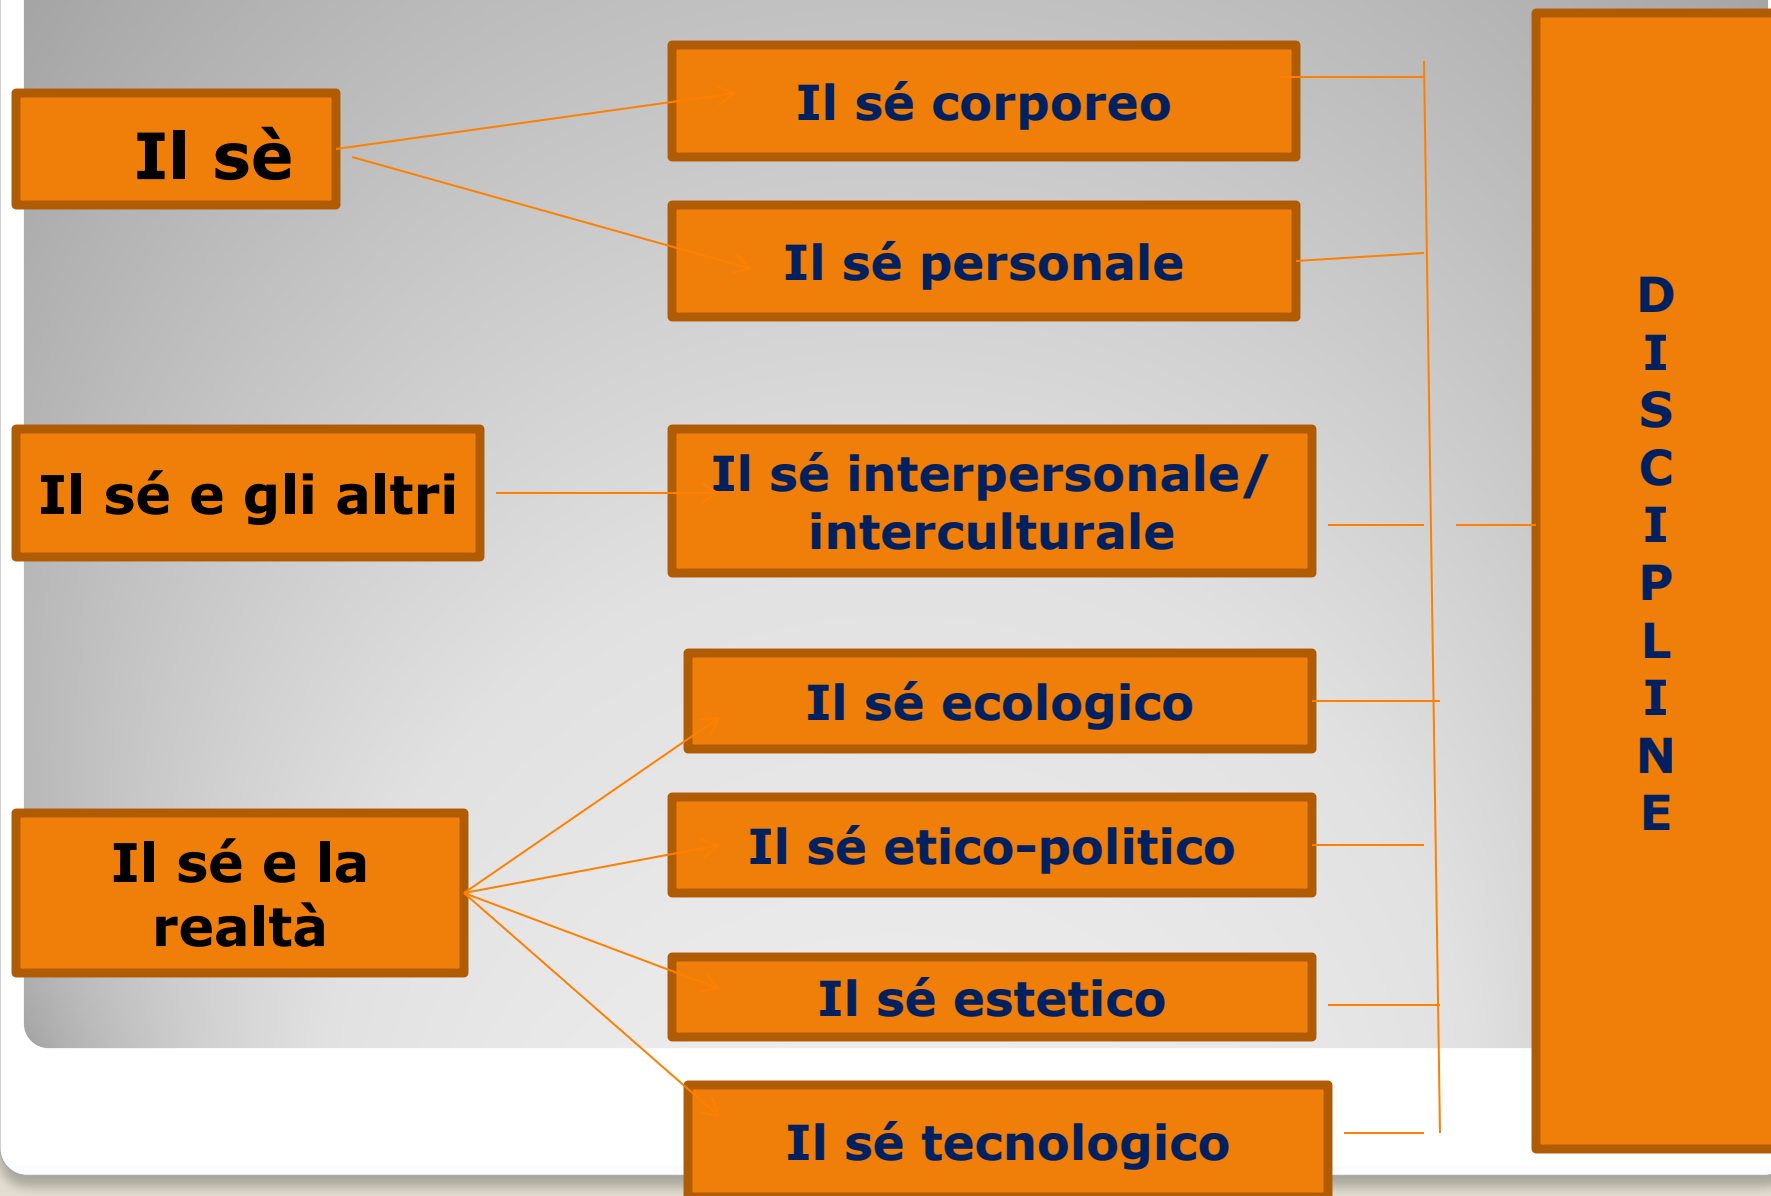 Il sè
Il sé corporeo
Il sé personale
Il sé e gli altri
Il sé interpersonale/
interculturale
Il sé e la
realtà
Il sé ecologico
Il sé etico-politico
Il sé estetico
Il sé tecnologico
D
I
S
C
I
P
L
I
N
E